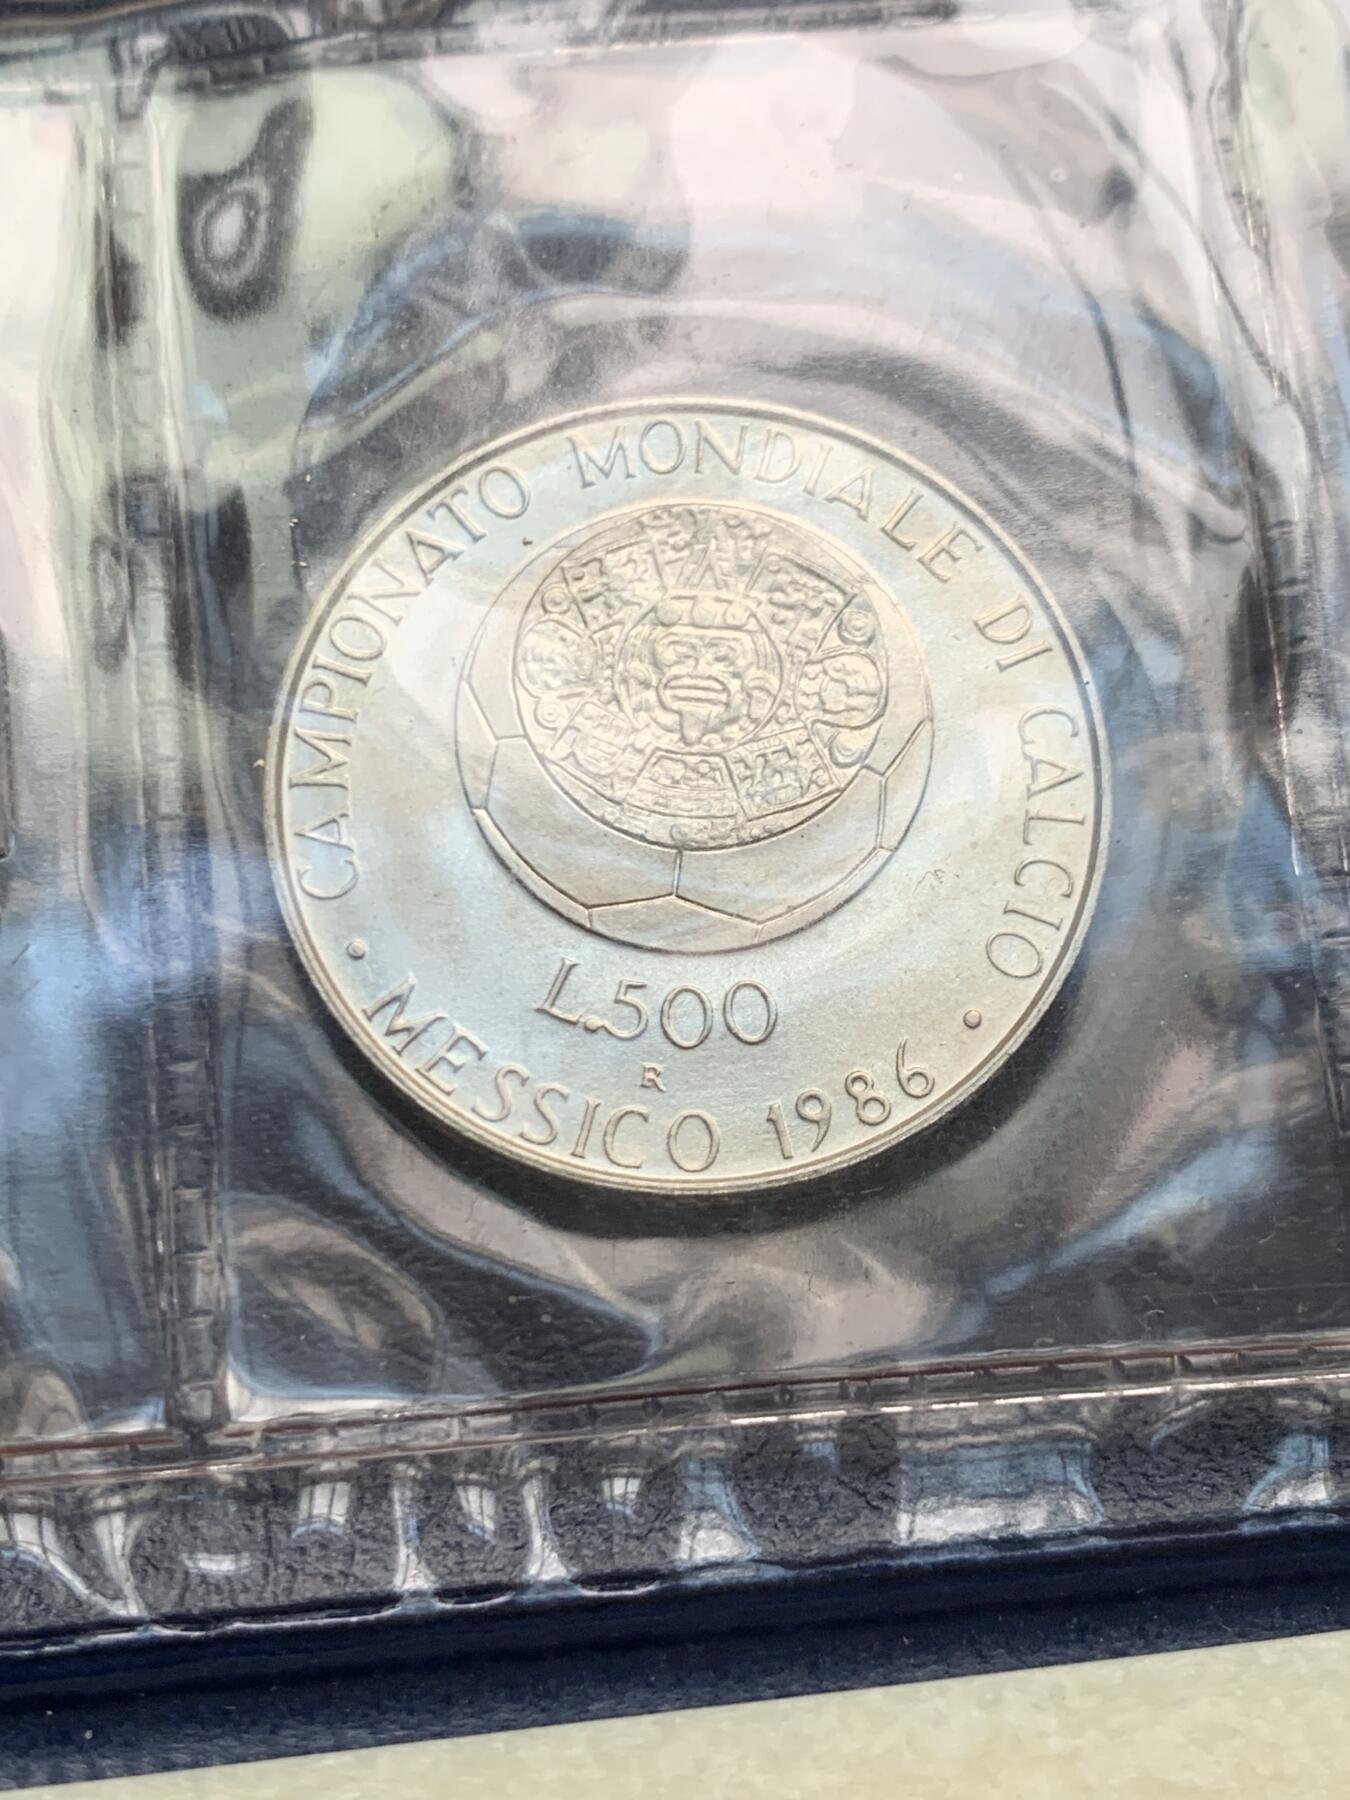 CAMPIONATO MONDIALE DI CALCIO
L.500
R
• MESSICO 1986 •